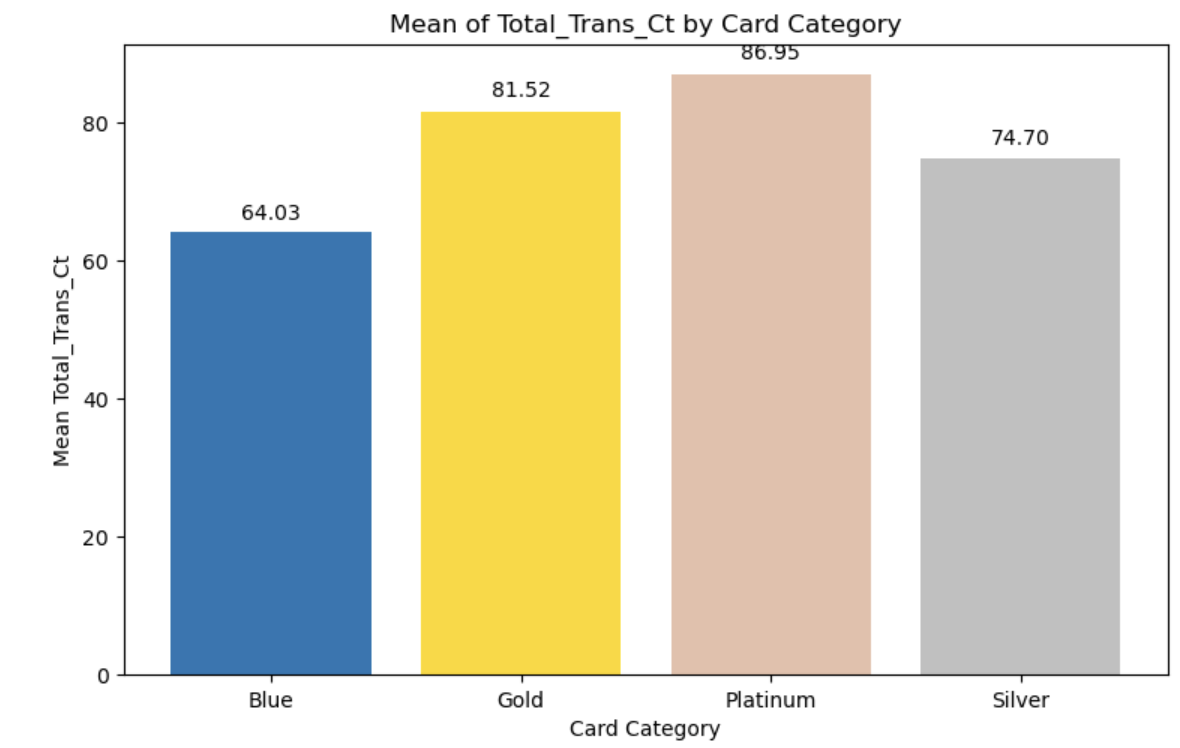 Mean of Total_Trans_Ct by Card Category
86.95
81.52
74.70
64.03
80
60
40
20
0
Mean Total_Trans_Ct
Blue
Gold
Platinum
Silver
Card Category